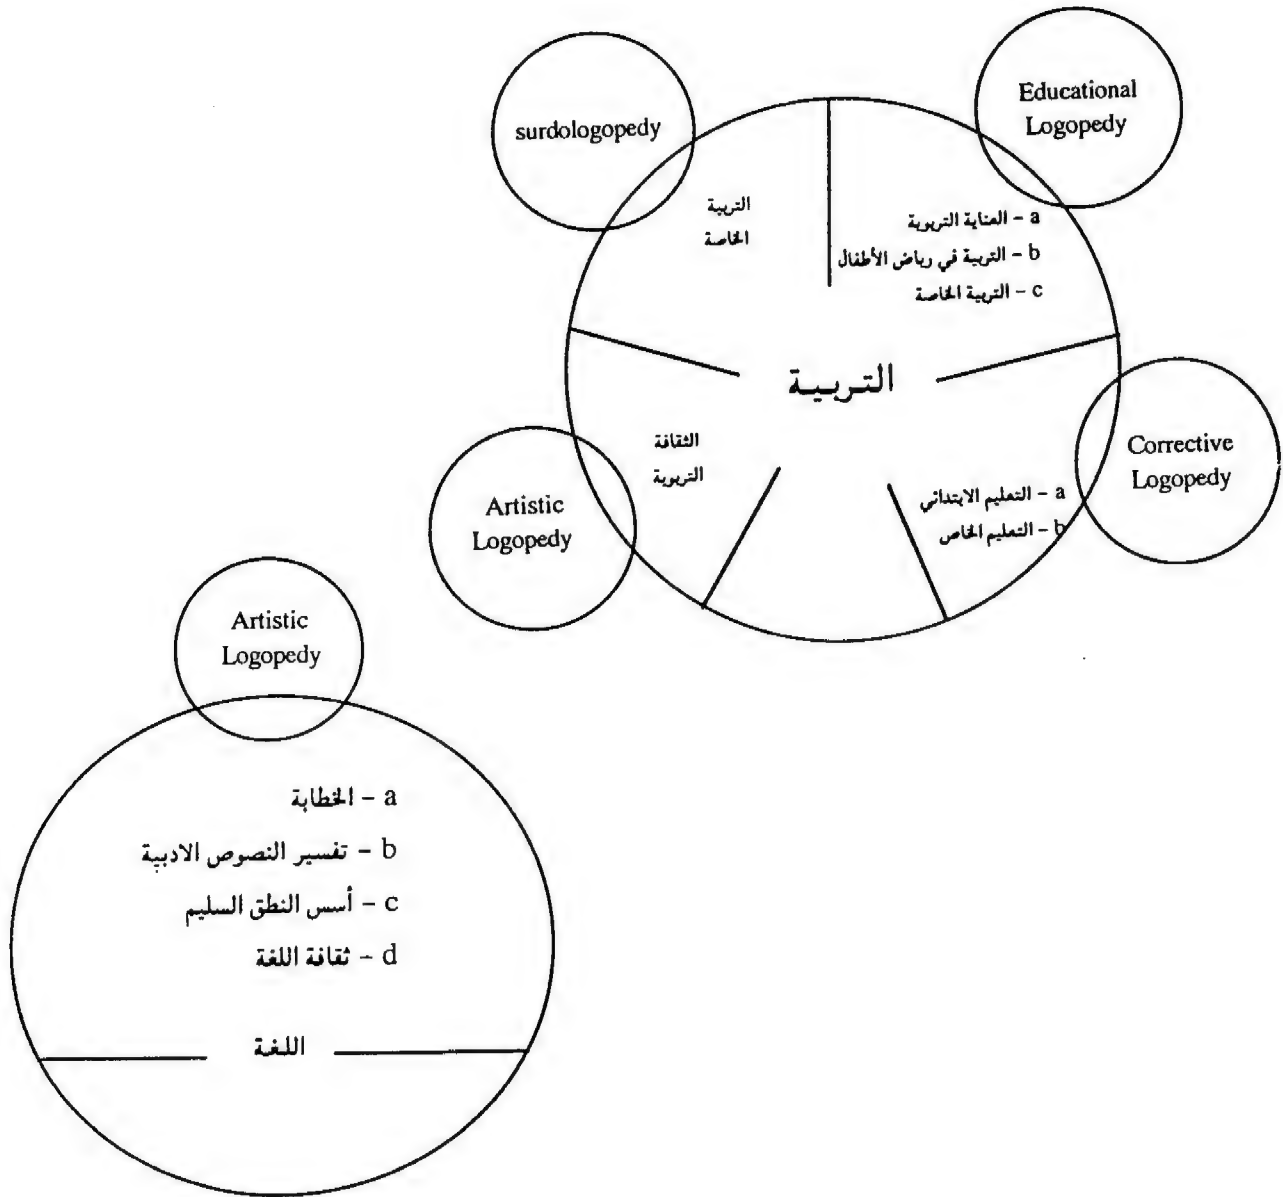 surdologopedy
Educational
Logopedy
التربية
الخاصة
a - العناية التربوية
b - التربية في رياض الأطفال
c - التربية الخاصة
التربية
الثقافة
التربوية
a - التعليم الابتدائي
b - التعليم الخاص
Corrective
Logopedy
Artistic
Logopedy
Artistic
Logopedy
a - الخطابة
b - تفسير النصوص الادبية
c - أسس النطق السليم
d - ثقافة اللغة
اللغة